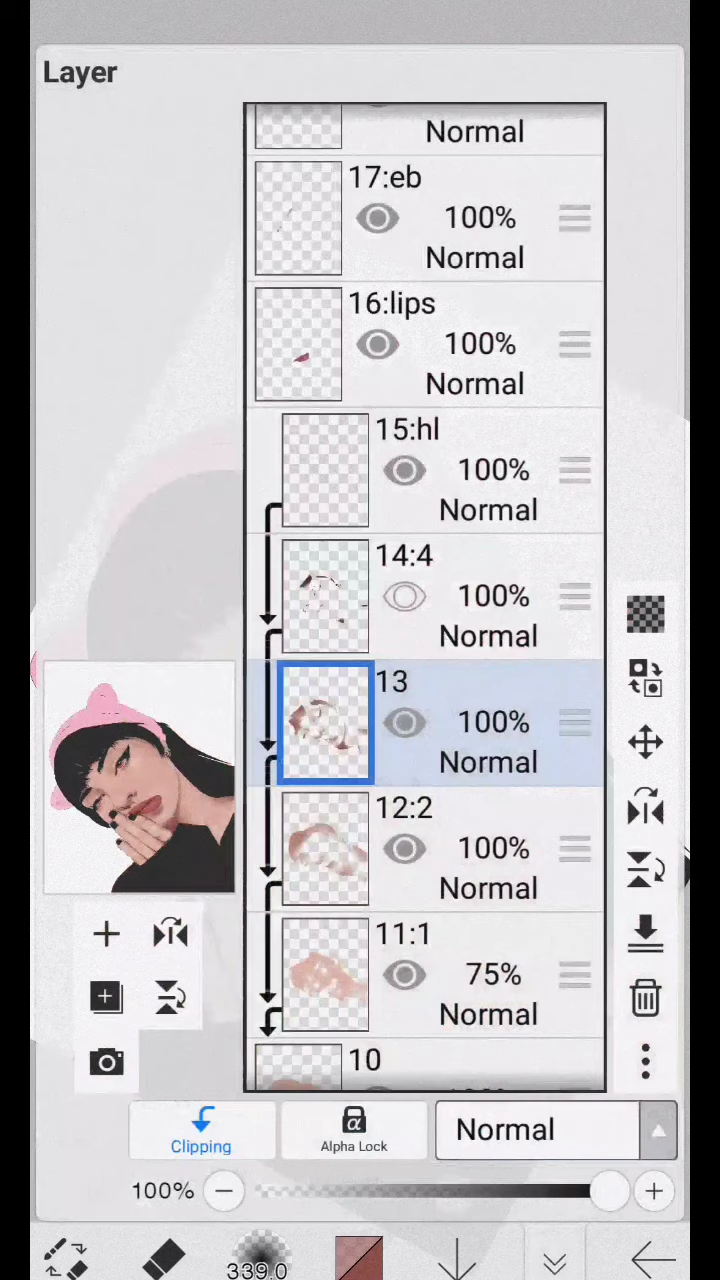 Layer
Normal
17:eb
100%
Normal
16:lips
100%
Normal
15:hl
100%
Normal
14:4
100%
Normal
13
100%
Normal
12:2
100%
Normal
11:1
75%
Normal
10
Clipping
α
Alpha Lock
Normal
100%
339.0